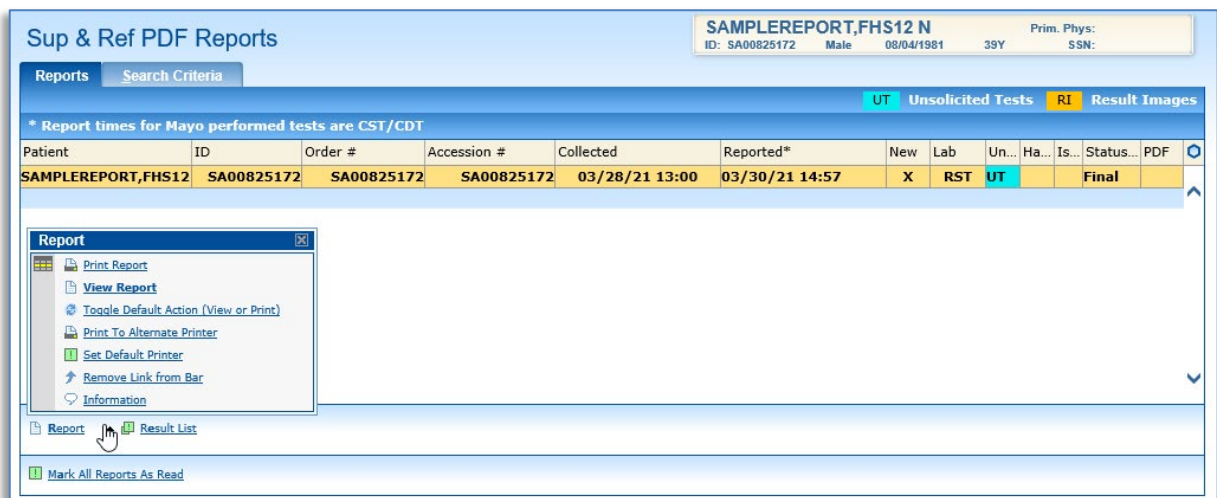 Sup & Ref PDF Reports
SAMPLEREPORT,FHS12 N Prim. Phys:
ID: SA00825172 Male 08/04/1981 39Y SSN:
Reports Search Criteria
UT Unsolicited Tests RI Result Images
* Report times for Mayo performed tests are CST/CDT
Patient ID Order # Accession # Collected Reported* New Lab Un... Ha... Is... Status... PDF
SAMPLEREPORT,FHS12 SA00825172 SA00825172 SA00825172 03/28/21 13:00 03/30/21 14:57 X RST UT Final
Report
Print Report
View Report
Toggle Default Action (View or Print)
Print To Alternate Printer
Set Default Printer
Remove Link from Bar
Information
Report Result List
Mark All Reports As Read